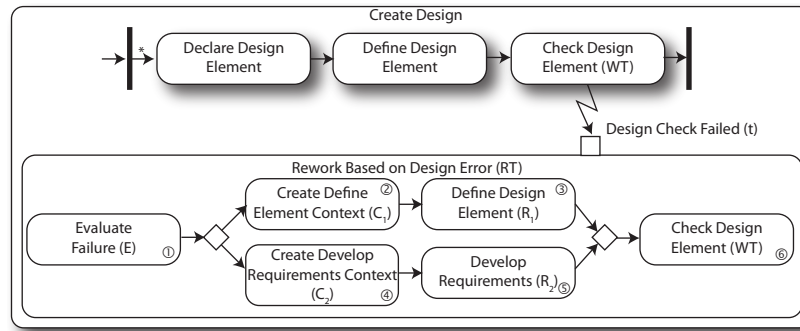 Create Design
*
Declare Design
Element
Define Design
Element
Check Design
Element (WT)
Design Check Failed (t)
Rework Based on Design Error (RT)
Evaluate
Failure (E)
①
Create Define
Element Context (C₁)
②
Define Design
Element (R₁)
③
Create Develop
Requirements Context
(C₂)
④
Develop
Requirements (R₂)
⑤
Check Design
Element (WT)
⑥